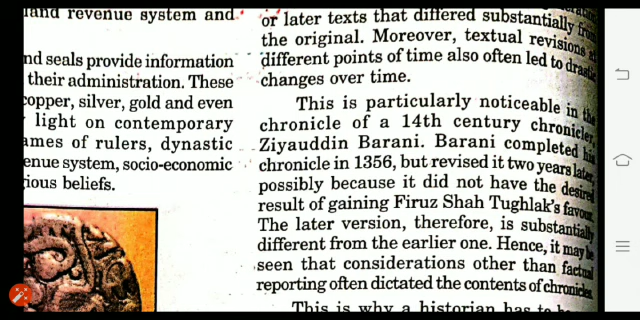 land revenue system and
nd seals provide information
their administration. These
copper, silver, gold and even
light on contemporary
ames of rulers, dynastic
enue system, socio-economic
gious beliefs.
or later texts that differed substantially from
the original. Moreover, textual revisions at
different points of time also often led to drastic
changes over time.
This is particularly noticeable in the
chronicle of a 14th century chronicler,
Ziyauddin Barani. Barani completed his
chronicle in 1356, but revised it two years later,
possibly because it did not have the desired
result of gaining Firuz Shah Tughlak's favour.
The later version, therefore, is substantially
different from the earlier one. Hence, it may be
seen that considerations other than factual
reporting often dictated the contents of chronicles.
This is why a historian has to